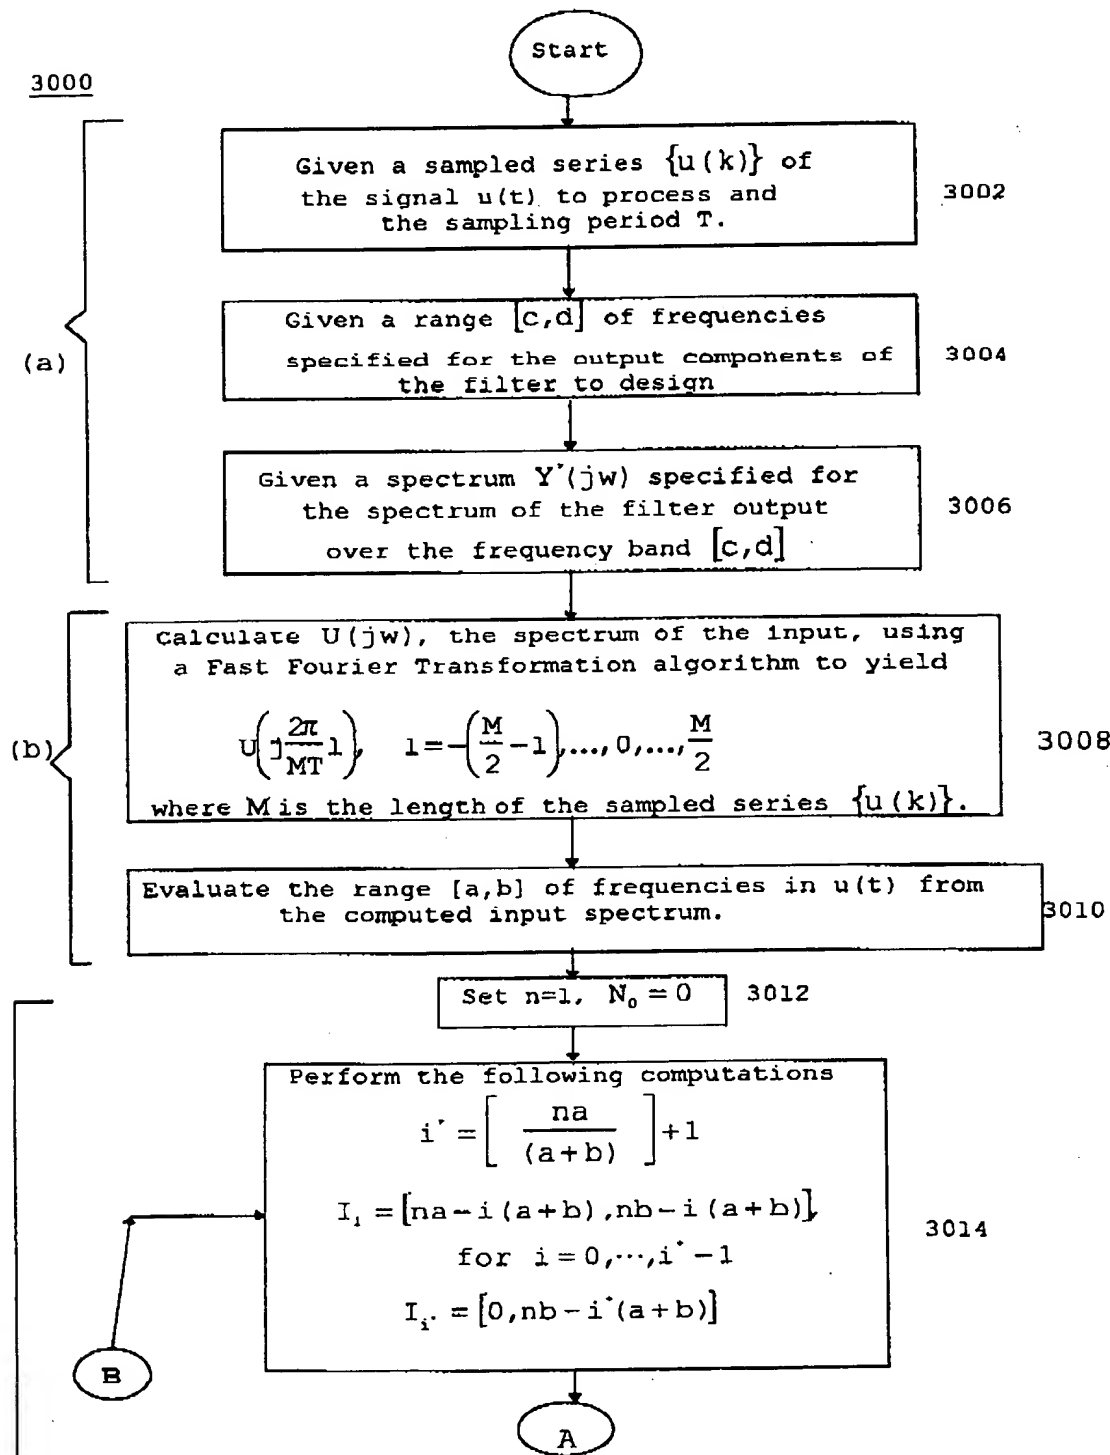 Start
3000
Given a sampled series {u(k)} of
the signal u(t) to process and
the sampling period T.
3002
Given a range [c,d] of frequencies
specified for the output components of
the filter to design
3004
(a)
Given a spectrum Y*(jw) specified for
the spectrum of the filter output
over the frequency band [c,d]
3006
Calculate U(jw), the spectrum of the input, using
a Fast Fourier Transformation algorithm to yield
U(j 2π/MT l), l=-(M/2-1),...,0,...,M/2
where M is the length of the sampled series {u(k)}.
3008
(b)
Evaluate the range [a,b] of frequencies in u(t) from
the computed input spectrum.
3010
Set n=1, N₀=0
3012
Perform the following computations
i* = [ na/(a+b) ]+1
Iᵢ = [na-i(a+b),nb-i(a+b)],
for i=0,...,i*-1
Iᵢ* = [0,nb-i*(a+b)]
3014
B
A